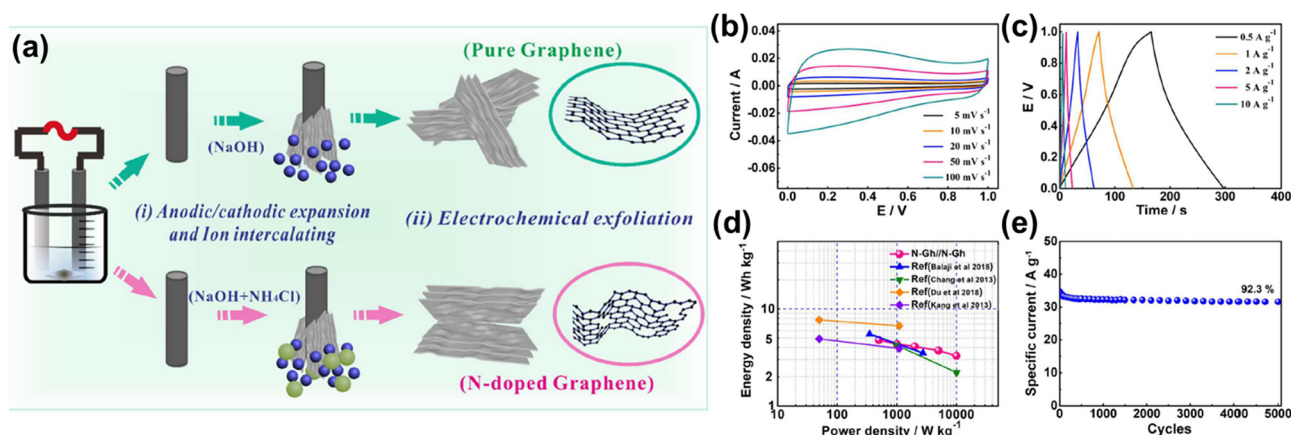 (a)
(Pure Graphene)
(NaOH)
(i) Anodic/cathodic expansion
and Ion intercalating
(ii) Electrochemical exfoliation
(NaOH+NH₄Cl)
(N-doped Graphene)
(b)
0.04
0.02
0.00
-0.02
-0.04
-0.06
Current / A
5 mV s⁻¹
10 mV s⁻¹
20 mV s⁻¹
50 mV s⁻¹
100 mV s⁻¹
0.0 0.2 0.4 0.6 0.8 1.0
E / V
(c)
1.0
0.8
0.6
0.4
0.2
0.0
E / V
0.5 A g⁻¹
1 A g⁻¹
2 A g⁻¹
5 A g⁻¹
10 A g⁻¹
0 100 200 300 400
Time / s
(d)
10
5
2
1
Energy density / Wh kg⁻¹
N-Gh//N-Gh
Ref(Balaji et al 2018)
Ref(Chang et al 2013)
Ref(Du et al 2018)
Ref(Kang et al 2013)
10 100 1000 10000
Power density / W kg⁻¹
(e)
50
40
30
20
10
0
Specific current / A g⁻¹
92.3 %
0 1000 2000 3000 4000 5000
Cycles